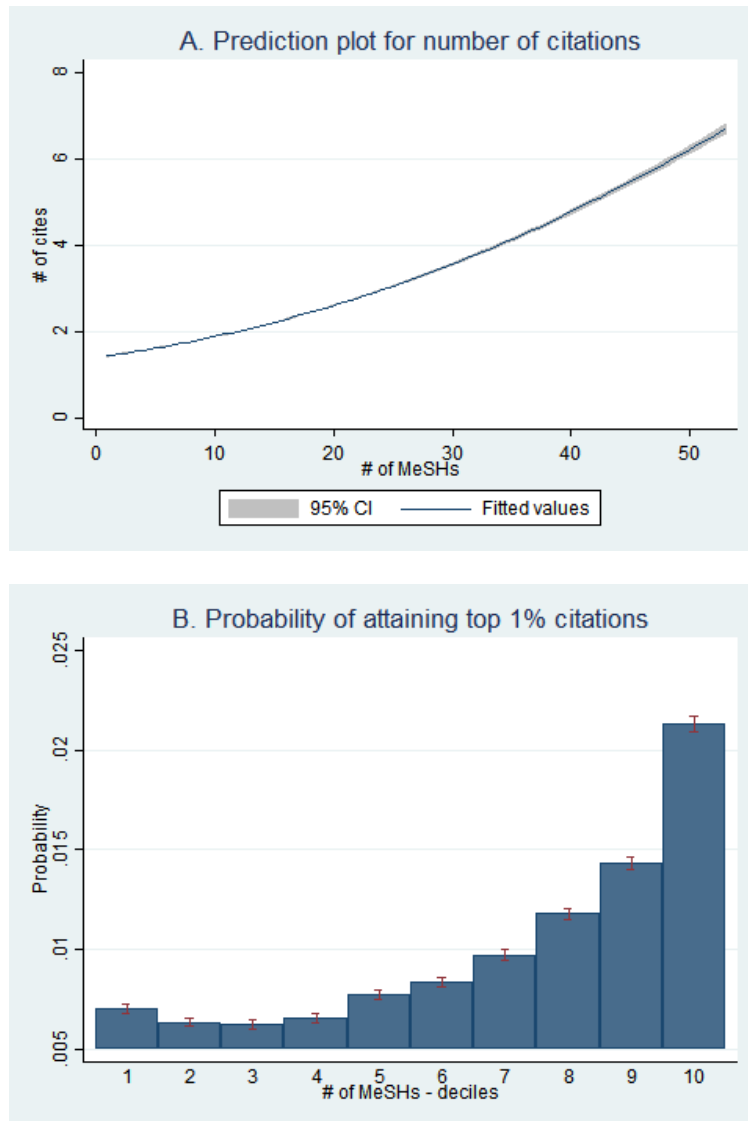 A. Prediction plot for number of citations
8
6
4
2
0
# of cites
0 10 20 30 40 50
# of MeSHs
95% CI Fitted values
B. Probability of attaining top 1% citations
.025
.02
.015
.01
.005
Probability
1 2 3 4 5 6 7 8 9 10
# of MeSHs - deciles